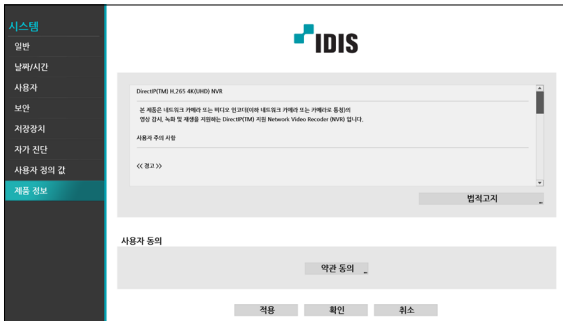 시스템
일반
날짜/시간
사용자
보안
저장장치
자가 진단
사용자 정의 값
제품 정보
IDIS
DirectIP(TM) H.265 4K(UHD) NVR
본 제품은 네트워크 카메라 또는 비디오 인코더(이하 네트워크 카메라 또는 카메라로 통칭)의
영상 감시, 녹화 및 재생을 지원하는 DirectIP(TM) 지원 Network Video Recoder (NVR) 입니다.
사용자 주의 사항
<< 경고 >>
법적고지
사용자 동의
약관 동의
적용
확인
취소